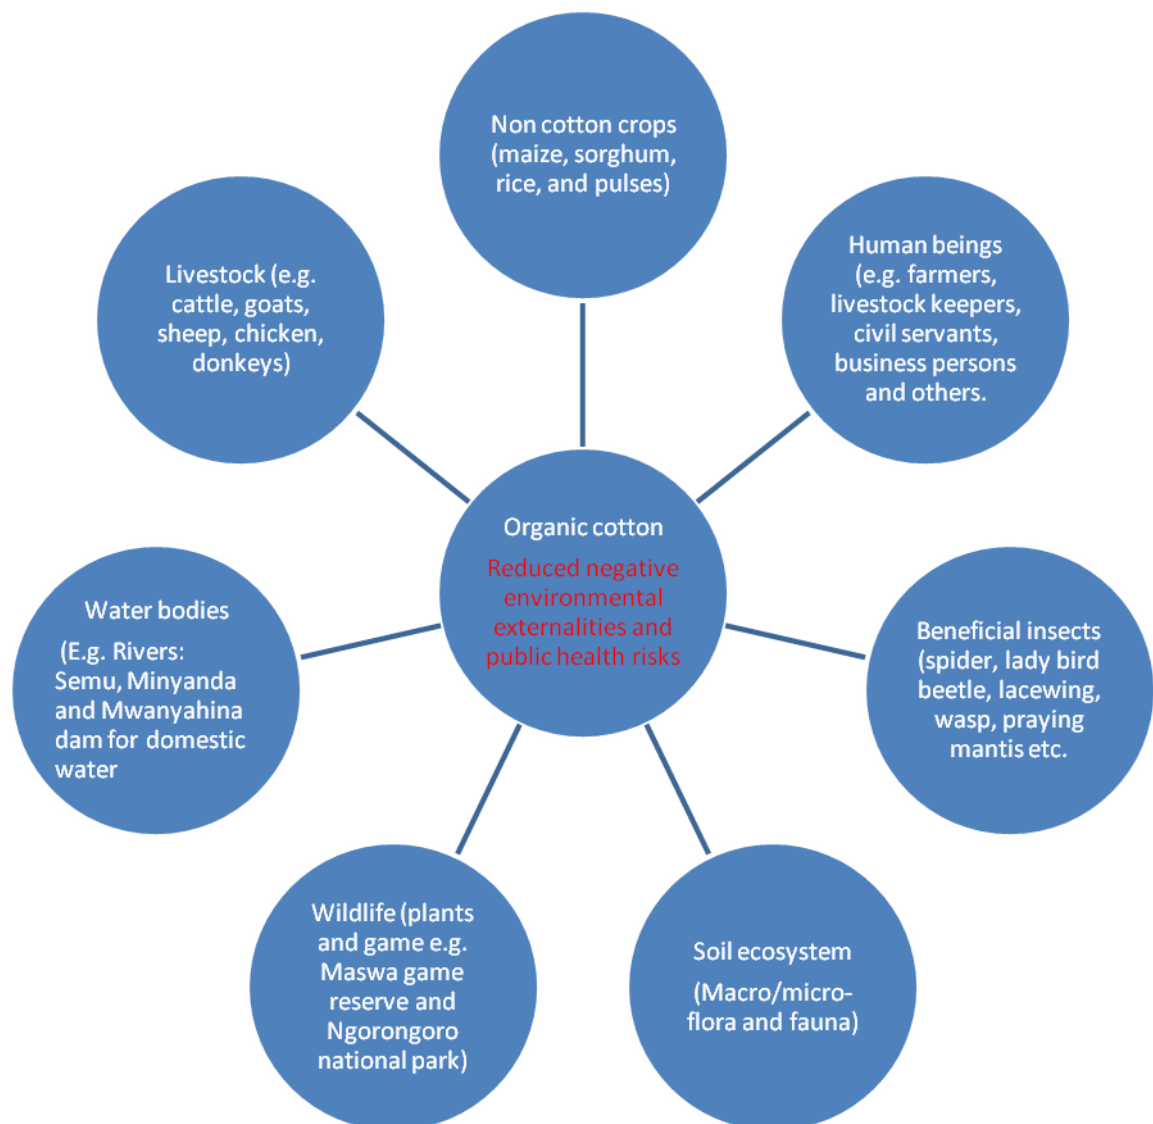 Non cotton crops
(maize, sorghum,
rice, and pulses)
Human beings
(e.g. farmers,
livestock keepers,
civil servants,
business persons
and others.
Livestock (e.g.
cattle, goats,
sheep, chicken,
donkeys)
Organic cotton
Reduced negative
environmental
externalities and
public health risks
Water bodies
(E.g. Rivers:
Semu, Minyanda
and Mwanyahina
dam for domestic
water
Beneficial insects
(spider, lady bird
beetle, lacewing,
wasp, praying
mantis etc.
Wildlife (plants
and game e.g.
Maswa game
reserve and
Ngorongoro
national park)
Soil ecosystem
(Macro/micro-
flora and fauna)